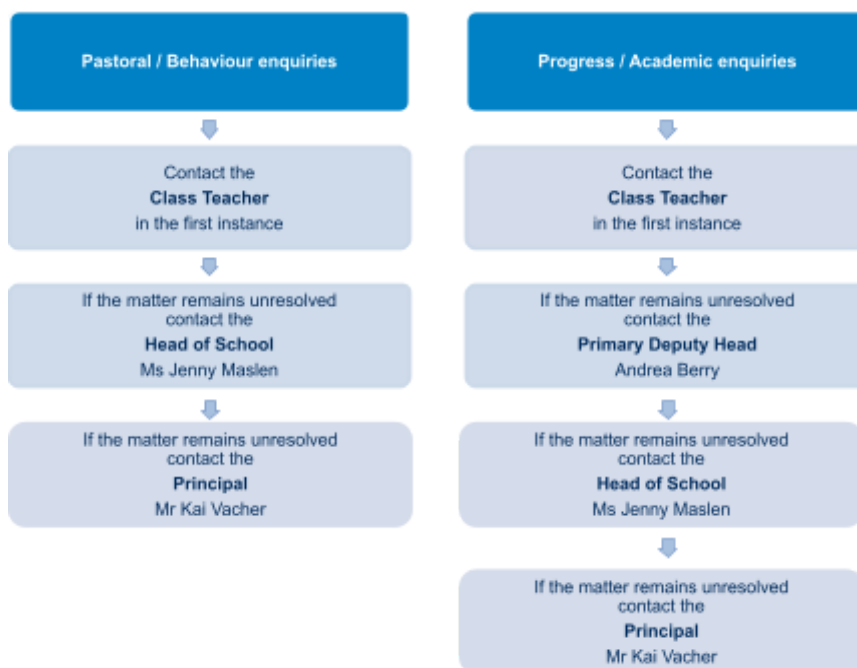 Pastoral / Behaviour enquiries
Contact the
Class Teacher
in the first instance
If the matter remains unresolved
contact the
Head of School
Ms Jenny Maslen
If the matter remains unresolved
contact the
Principal
Mr Kai Vacher
Progress / Academic enquiries
Contact the
Class Teacher
in the first instance
If the matter remains unresolved
contact the
Primary Deputy Head
Andrea Berry
If the matter remains unresolved
contact the
Head of School
Ms Jenny Maslen
If the matter remains unresolved
contact the
Principal
Mr Kai Vacher